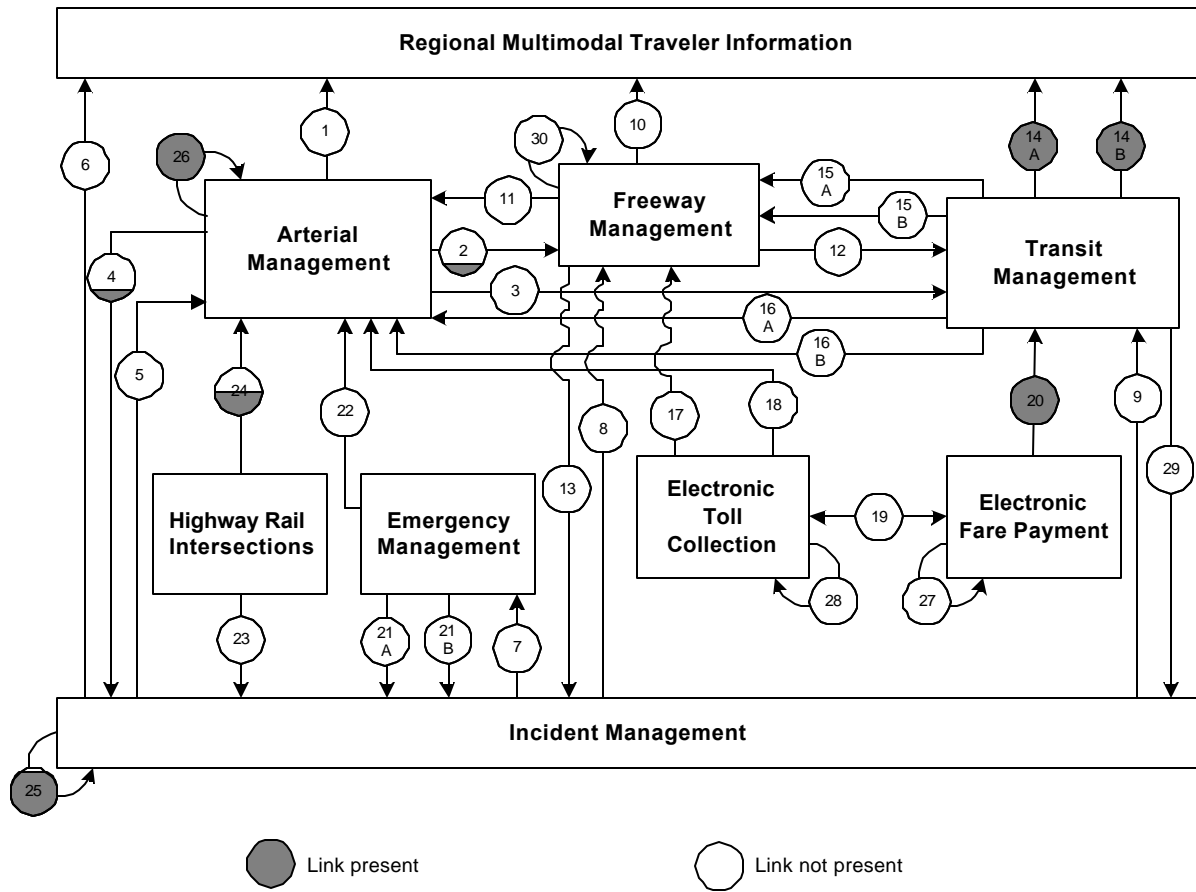 Regional Multimodal Traveler Information
1
10
30
6
26
14
A
14
B
15
A
11
Freeway
Management
15
B
Arterial
Management
2
12
Transit
Management
4
3
16
A
16
B
5
24
22
17
18
20
9
8
29
13
Highway Rail
Intersections
Emergency
Management
Electronic
Toll
Collection
19
Electronic
Fare Payment
28
27
23
21
A
21
B
7
Incident Management
25
Link present
Link not present